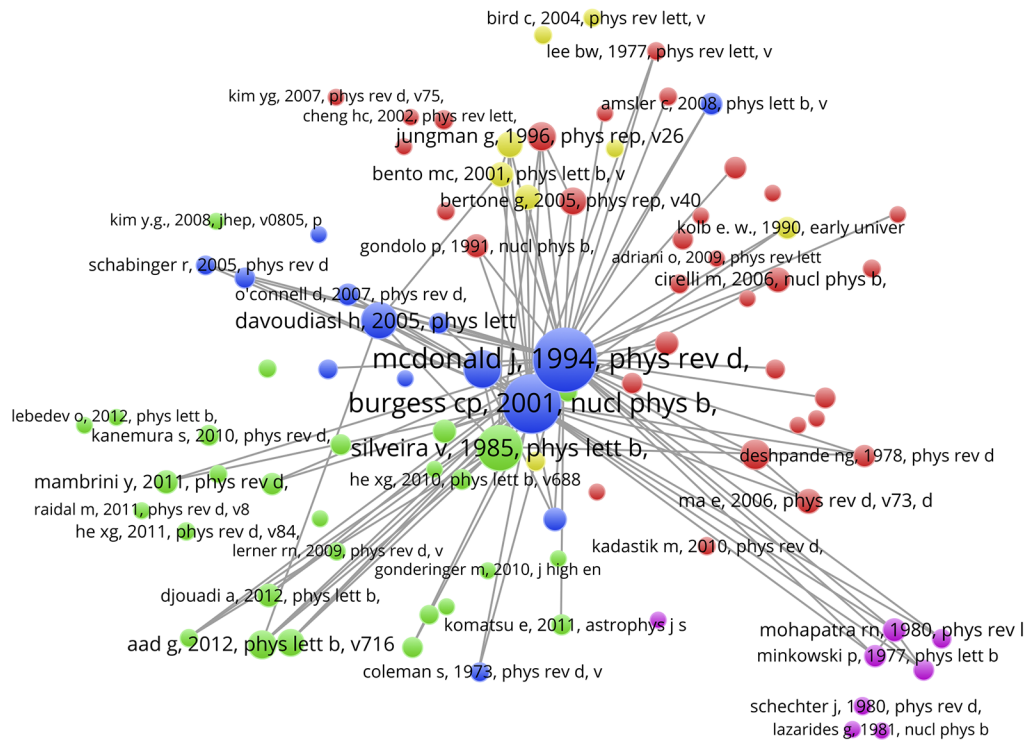 bird c, 2004, phys rev lett, v
lee bw, 1977, phys rev lett, v
kim yg, 2007, phys rev d, v75,
amsler c, 2008, phys lett b, v
cheng hc, 2002, phys rev lett,
jungman g, 1996, phys rep, v26
bento mc, 2001, phys lett b, v
bertone g, 2005, phys rep, v40
kim y.g., 2008, jhep, v0805, p
kolb e. w., 1990, early univer
gondolo p, 1991, nucl phys b,
adriani o, 2009, phys rev lett
schabinger r, 2005, phys rev d
cirelli m, 2006, nucl phys b,
o'connell d, 2007, phys rev d,
davoudiasl h, 2005, phys lett
mcdonald j, 1994, phys rev d,
burgess cp, 2001, nucl phys b,
lebedev o, 2012, phys lett b,
kanemura s, 2010, phys rev d,
silveira v, 1985, phys lett b,
deshpande ng, 1978, phys rev d
mambrini y, 2011, phys rev d,
he xg, 2010, phys lett b, v688
ma e, 2006, phys rev d, v73, d
raidal m, 2011, phys rev d, v8
he xg, 2011, phys rev d, v84,
lerner rn, 2009, phys rev d, v
kadastik m, 2010, phys rev d,
gonderinger m, 2010, j high en
djouadi a, 2012, phys lett b,
komatsu e, 2011, astrophys j s
mohapatra rn, 1980, phys rev l
aad g, 2012, phys lett b, v716
minkowski p, 1977, phys lett b
coleman s, 1973, phys rev d, v
schechter j, 1980, phys rev d,
lazarides g, 1981, nucl phys b